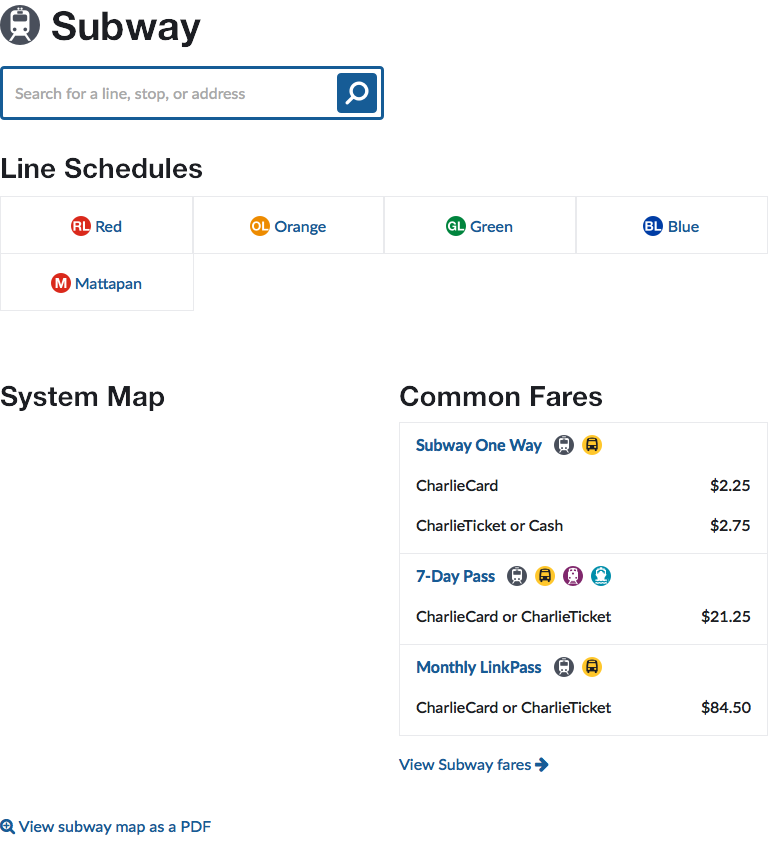 Subway
Search for a line, stop, or address
Line Schedules
RL Red
OL Orange
GL Green
BL Blue
M Mattapan
System Map
Common Fares
Subway One Way
CharlieCard $2.25
CharlieTicket or Cash $2.75
7-Day Pass
CharlieCard or CharlieTicket $21.25
Monthly LinkPass
CharlieCard or CharlieTicket $84.50
View Subway fares
View subway map as a PDF